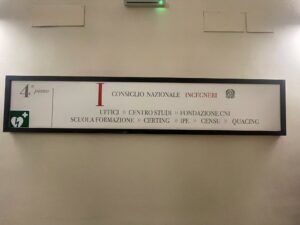 4° piano
I CONSIGLIO NAZIONALE INGEGNERI
UFFICI » CENTRO STUDI » FONDAZIONE CNI
SCUOLA FORMAZIONE » CERTING » IPE » CENSU » QUACING